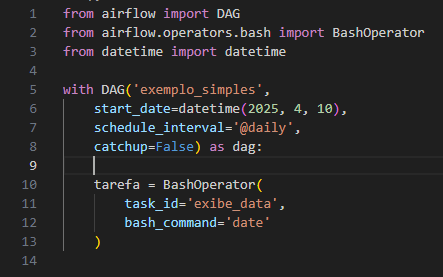 1 from airflow import DAG
2 from airflow.operators.bash import BashOperator
3 from datetime import datetime
4
5 with DAG('exemplo_simples',
6     start_date=datetime(2025, 4, 10),
7     schedule_interval='@daily',
8     catchup=False) as dag:
9
10     tarefa = BashOperator(
11         task_id='exibe_data',
12         bash_command='date'
13     )
14